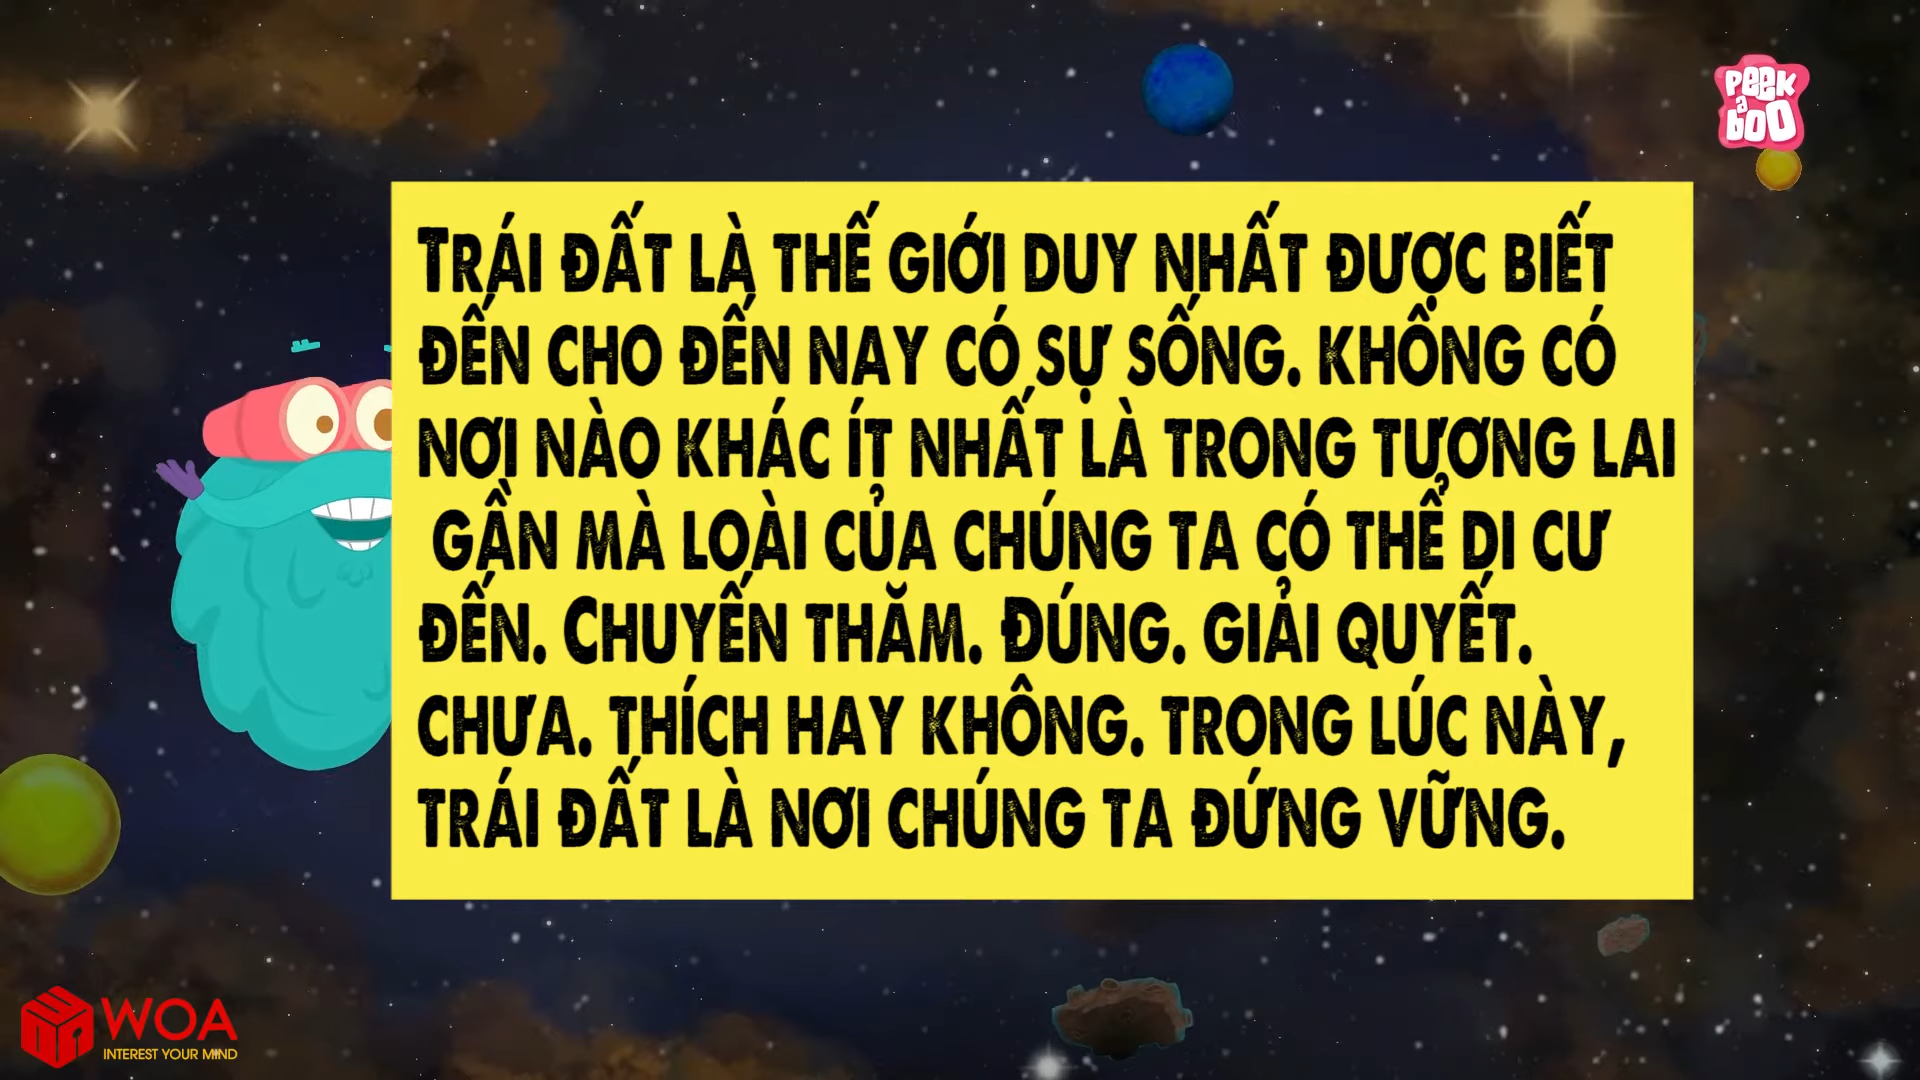 Peek
a
boo
TRÁI ĐẤT LÀ THẾ GIỚI DUY NHẤT ĐƯỢC BIẾT
ĐẾN CHO ĐẾN NAY CÓ SỰ SỐNG. KHÔNG CÓ
NƠI NÀO KHÁC ÍT NHẤT LÀ TRONG TƯƠNG LAI
GẦN MÀ LOÀI CỦA CHÚNG TA CÓ THỂ DI CƯ
ĐẾN. CHUYẾN THĂM. ĐÚNG. GIẢI QUYẾT.
CHƯA. THÍCH HAY KHÔNG. TRONG LÚC NÀY,
TRÁI ĐẤT LÀ NƠI CHÚNG TA ĐỨNG VỮNG.
WOA
INTEREST YOUR MIND